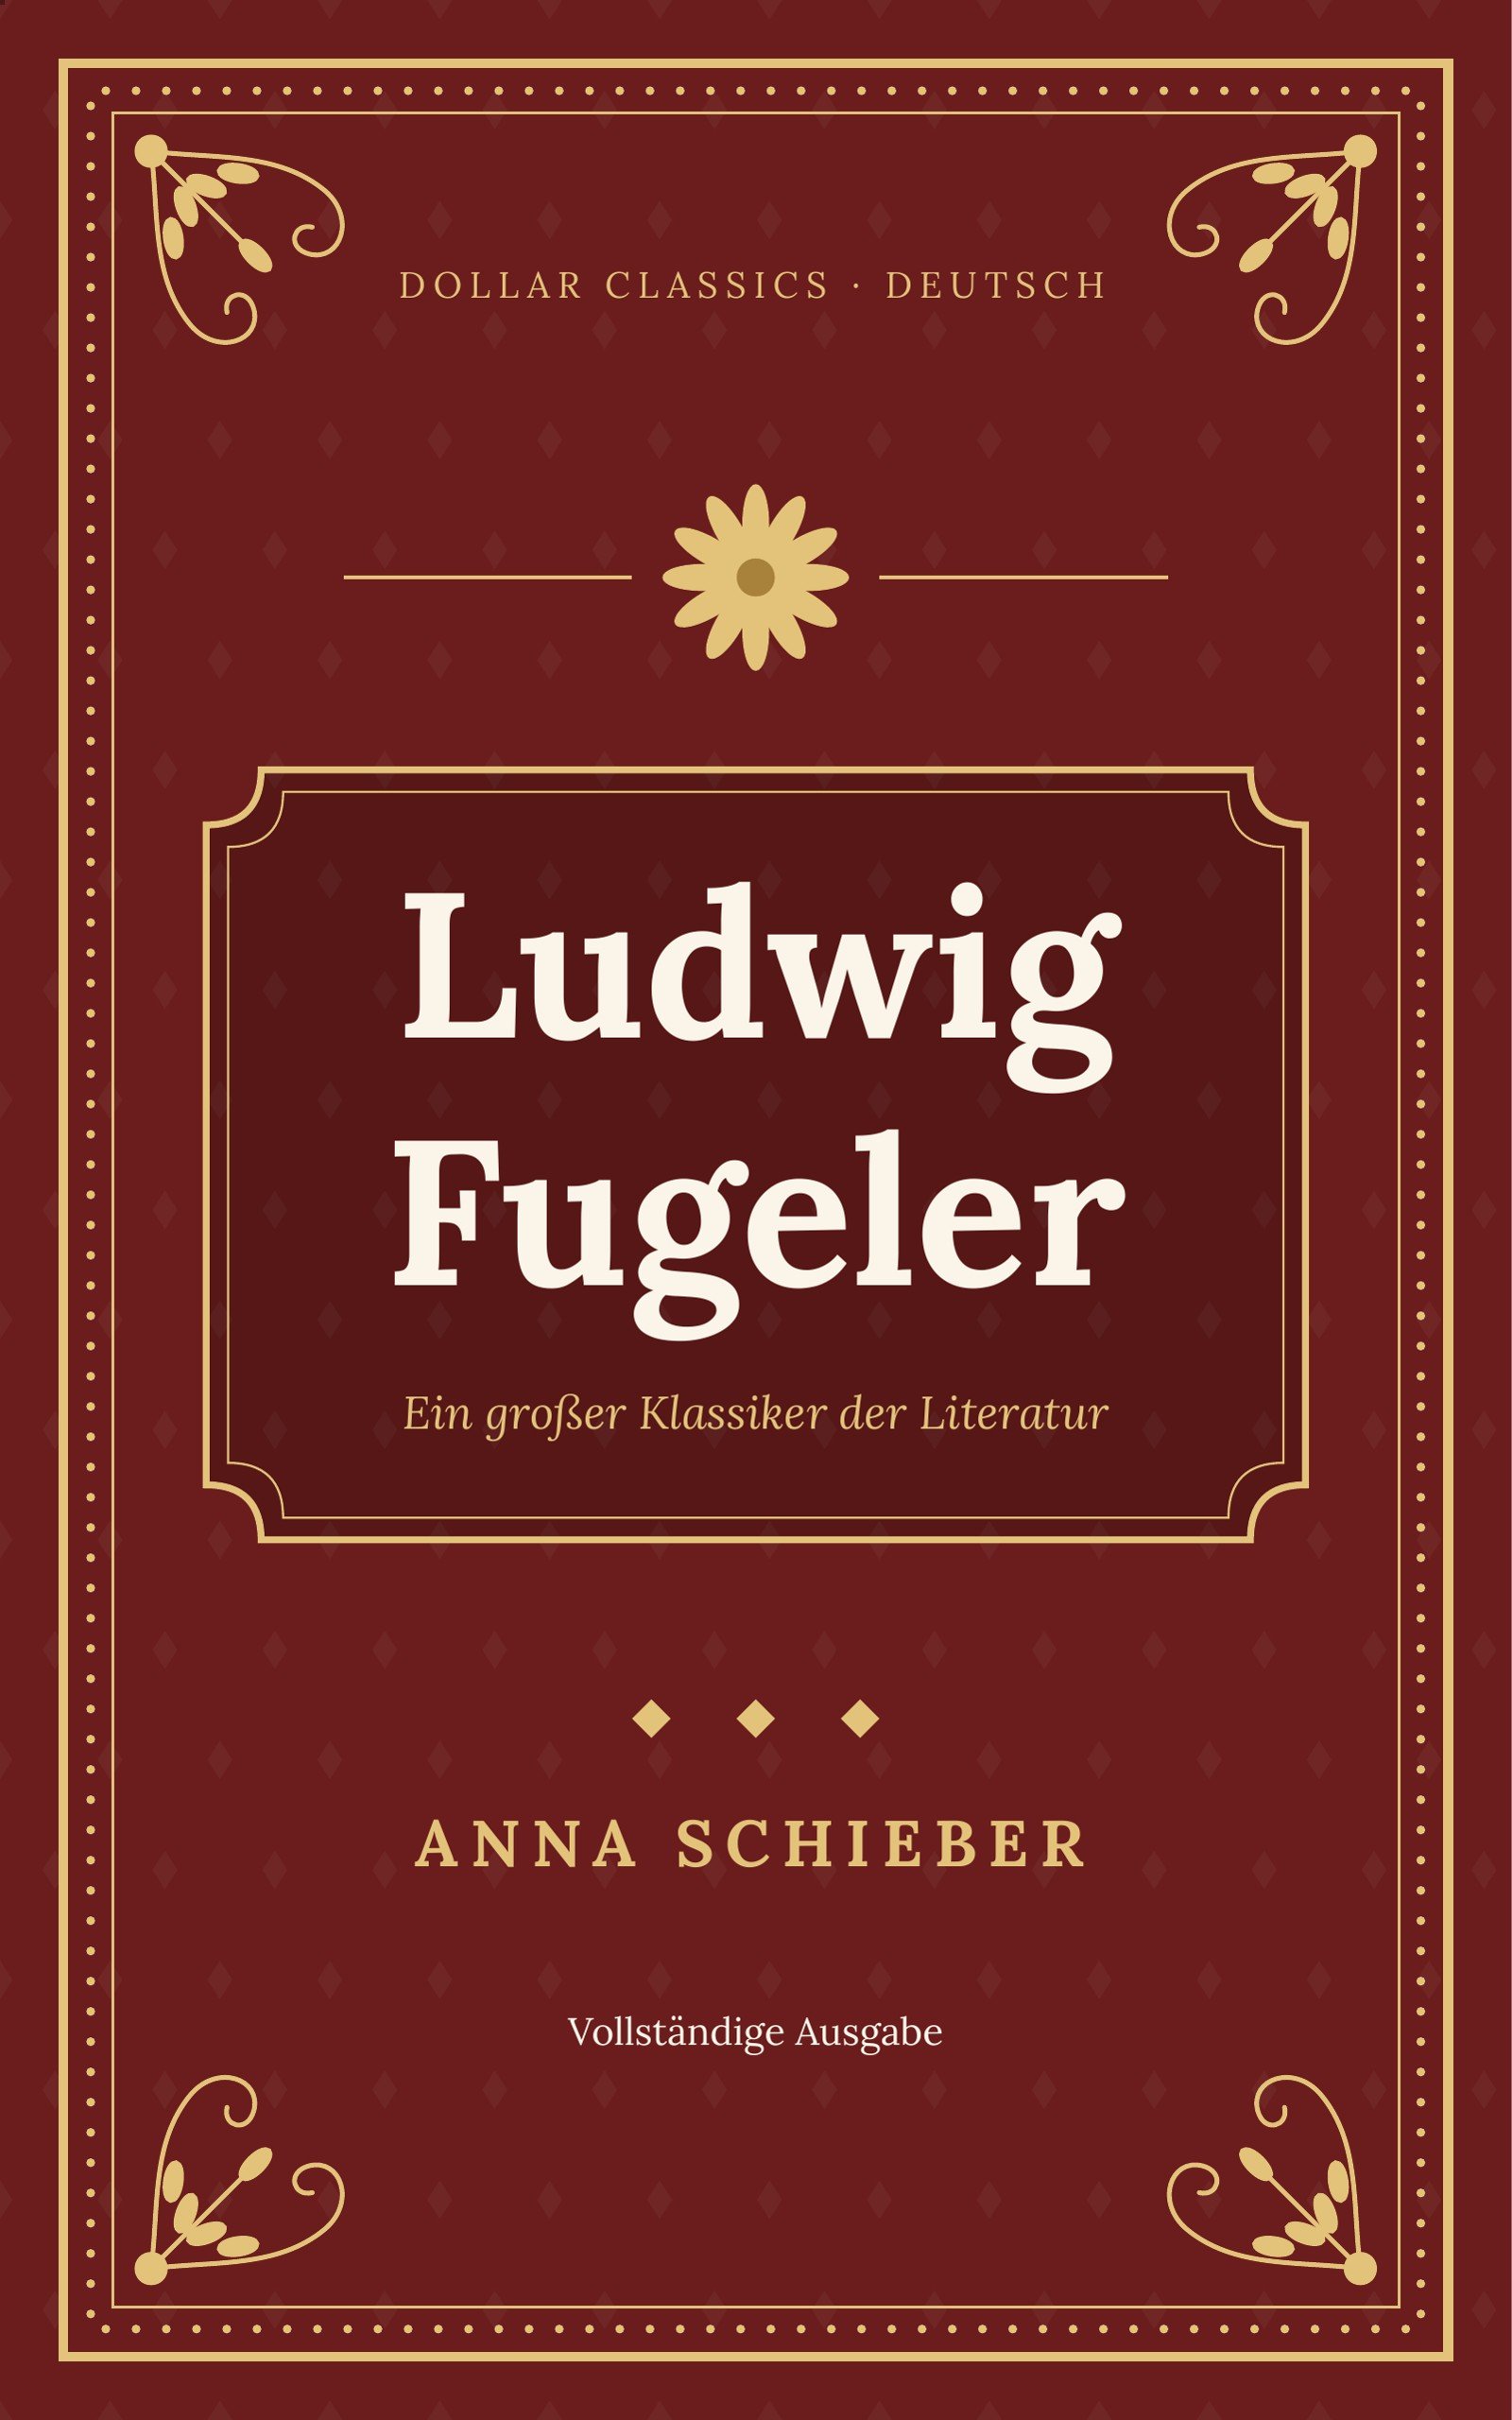 DOLLAR CLASSICS · DEUTSCH
Ludwig
Fugeler
Ein großer Klassiker der Literatur
ANNA SCHIEBER
Vollständige Ausgabe